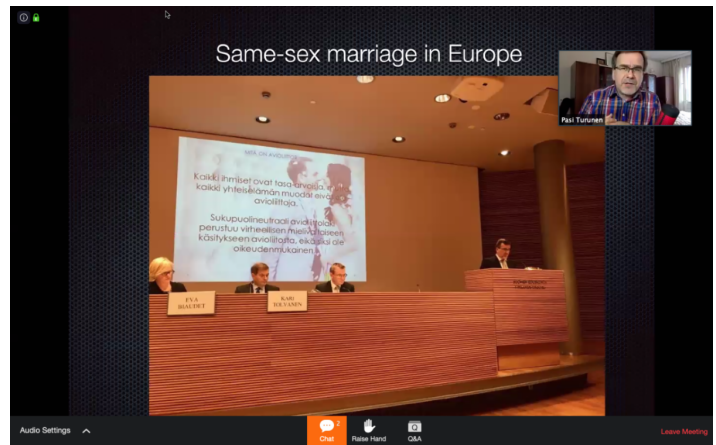 Same-sex marriage in Europe
Pasi Turunen
Kaikki ihmiset ovat tasa-arvoisia,
kaikki yhteiselämän muodot eivät
avioliittoja.
Sukupuolineutraali avioliittolaki
perustuu virheellisen mielivaltaiseen
käsitykseen avioliitosta, eikä siksi ole
oikeudenmukainen.
EVA
BIAUDET
KARI
TOLVANEN
Audio Settings
2
Chat
Raise Hand
Q&A
Leave Meeting